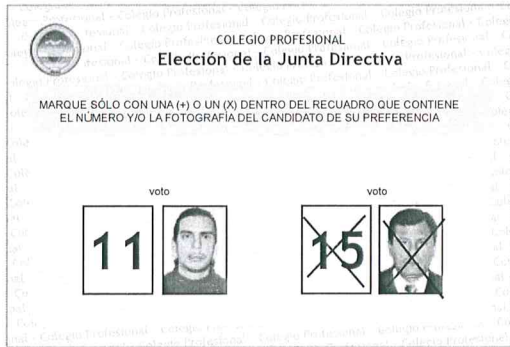 COLEGIO PROFESIONAL
Elección de la Junta Directiva
MARQUE SÓLO CON UNA (+) O UN (X) DENTRO DEL RECUADRO QUE CONTIENE
EL NÚMERO Y/O LA FOTOGRAFÍA DEL CANDIDATO DE SU PREFERENCIA
voto voto
11 15